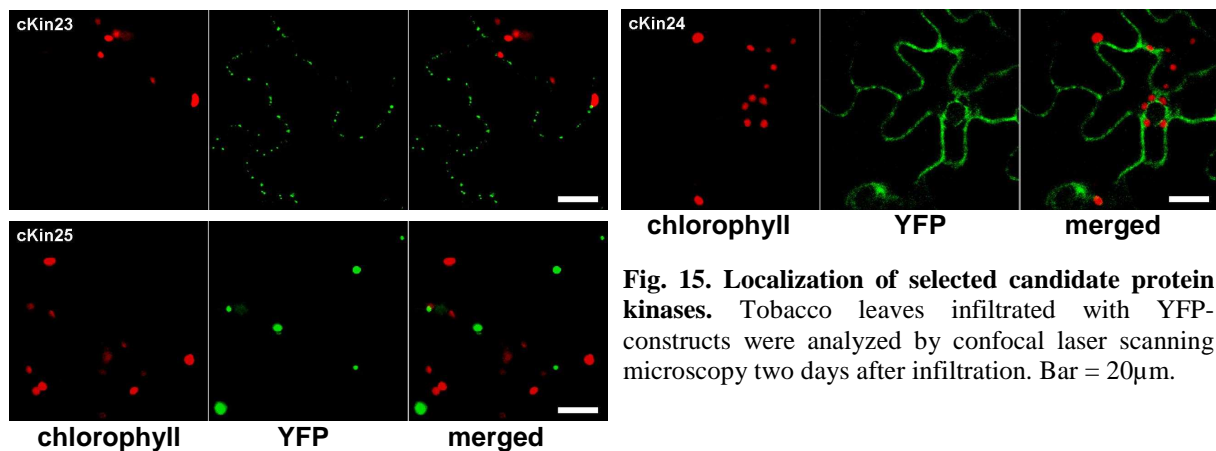 cKin23
cKin24
chlorophyll YFP merged
cKin25
chlorophyll YFP merged
Fig. 15. Localization of selected candidate protein
kinases. Tobacco leaves infiltrated with YFP-
constructs were analyzed by confocal laser scanning
microscopy two days after infiltration. Bar = 20µm.